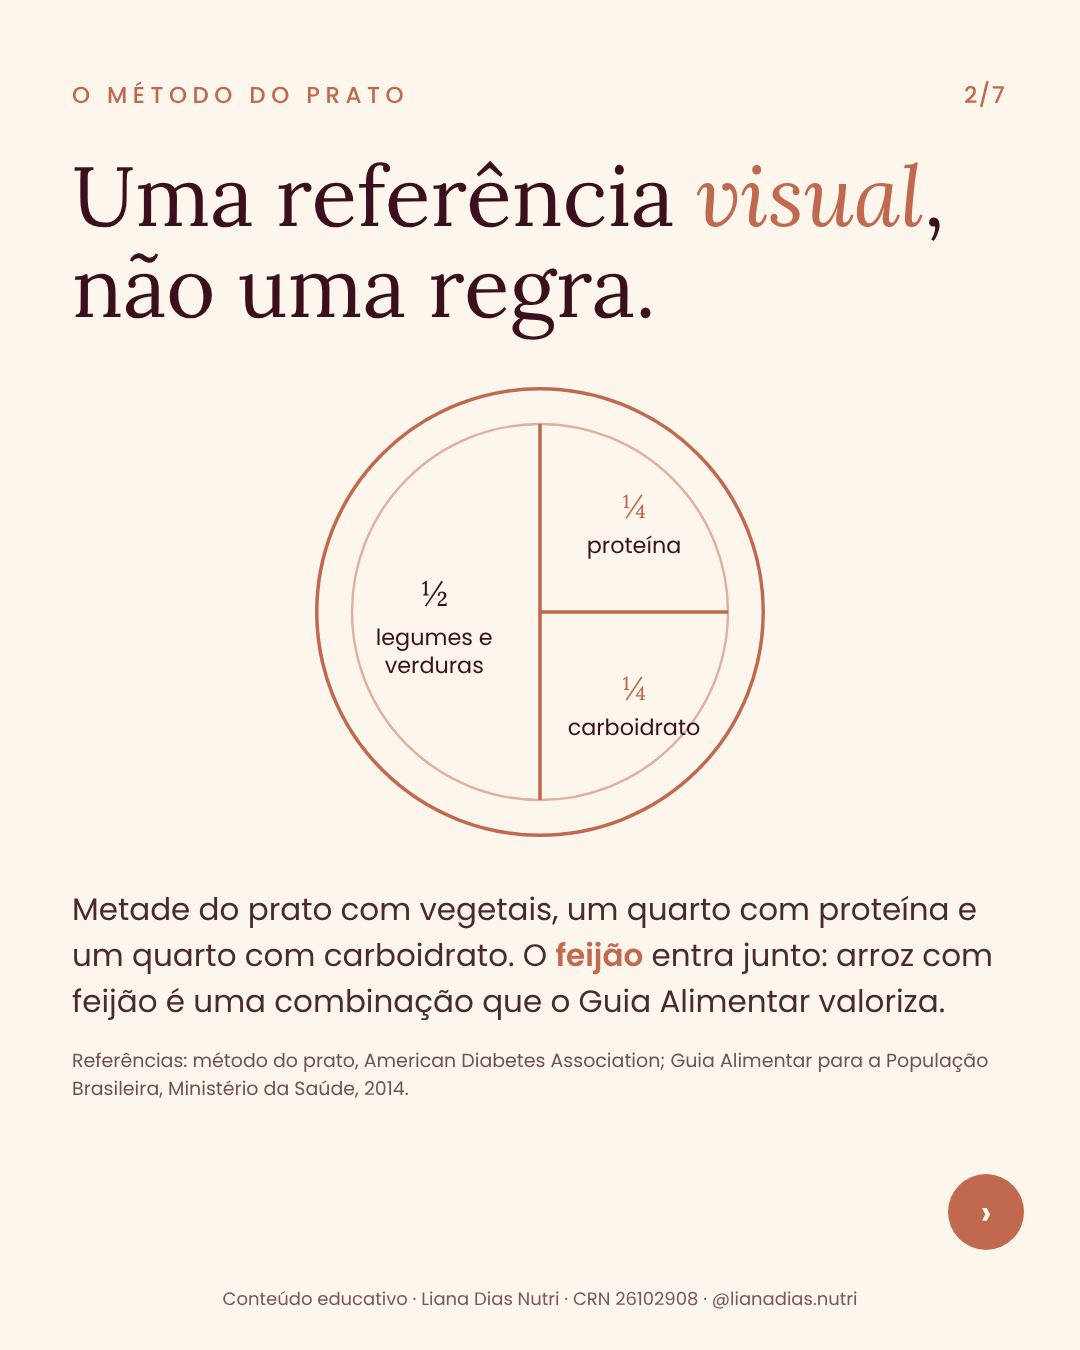 O MÉTODO DO PRATO
2/7
Uma referência visual,
não uma regra.
¼
proteína
½
legumes e
verduras
¼
carboidrato
Metade do prato com vegetais, um quarto com proteína e
um quarto com carboidrato. O feijão entra junto: arroz com
feijão é uma combinação que o Guia Alimentar valoriza.
Referências: método do prato, American Diabetes Association; Guia Alimentar para a População
Brasileira, Ministério da Saúde, 2014.
›
Conteúdo educativo · Liana Dias Nutri · CRN 26102908 · @lianadias.nutri